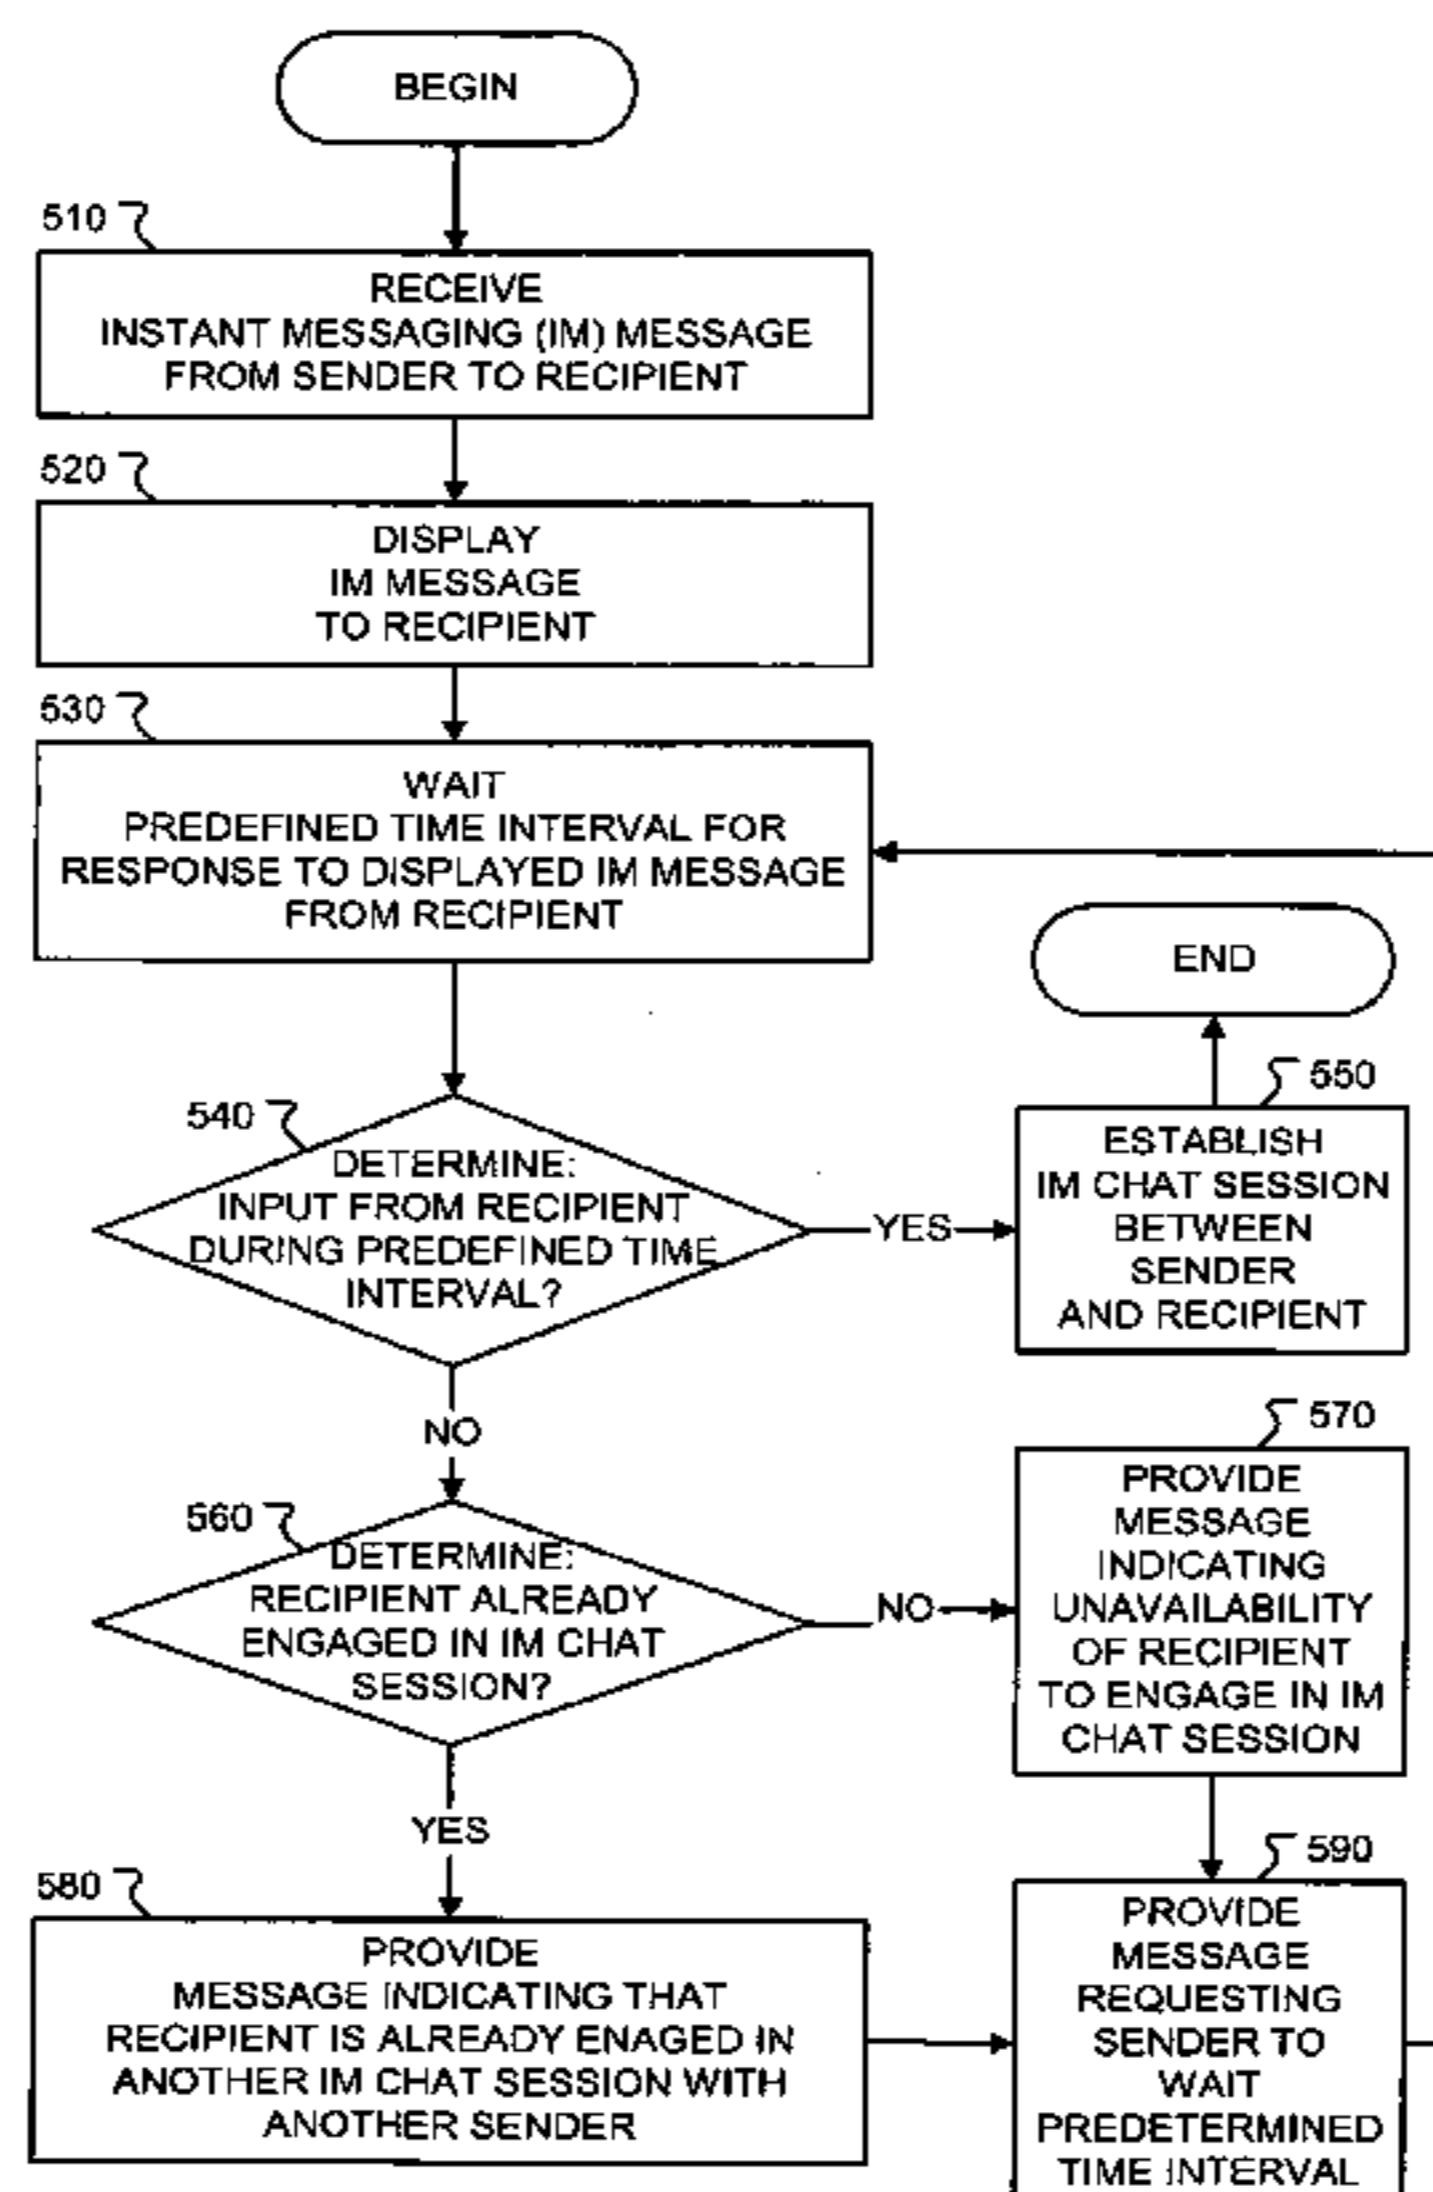 BEGIN
510
RECEIVE
INSTANT MESSAGING (IM) MESSAGE
FROM SENDER TO RECIPIENT
520
DISPLAY
IM MESSAGE
TO RECIPIENT
530
WAIT
PREDEFINED TIME INTERVAL FOR
RESPONSE TO DISPLAYED IM MESSAGE
FROM RECIPIENT
END
540
DETERMINE:
INPUT FROM RECIPIENT
DURING PREDEFINED TIME
INTERVAL?
YES
550
ESTABLISH
IM CHAT SESSION
BETWEEN
SENDER
AND RECIPIENT
NO
560
DETERMINE:
RECIPIENT ALREADY
ENGAGED IN IM CHAT
SESSION?
NO
570
PROVIDE
MESSAGE
INDICATING
UNAVAILABILITY
OF RECIPIENT
TO ENGAGE IN IM
CHAT SESSION
YES
580
PROVIDE
MESSAGE INDICATING THAT
RECIPIENT IS ALREADY ENAGED IN
ANOTHER IM CHAT SESSION WITH
ANOTHER SENDER
590
PROVIDE
MESSAGE
REQUESTING
SENDER TO
WAIT
PREDETERMINED
TIME INTERVAL